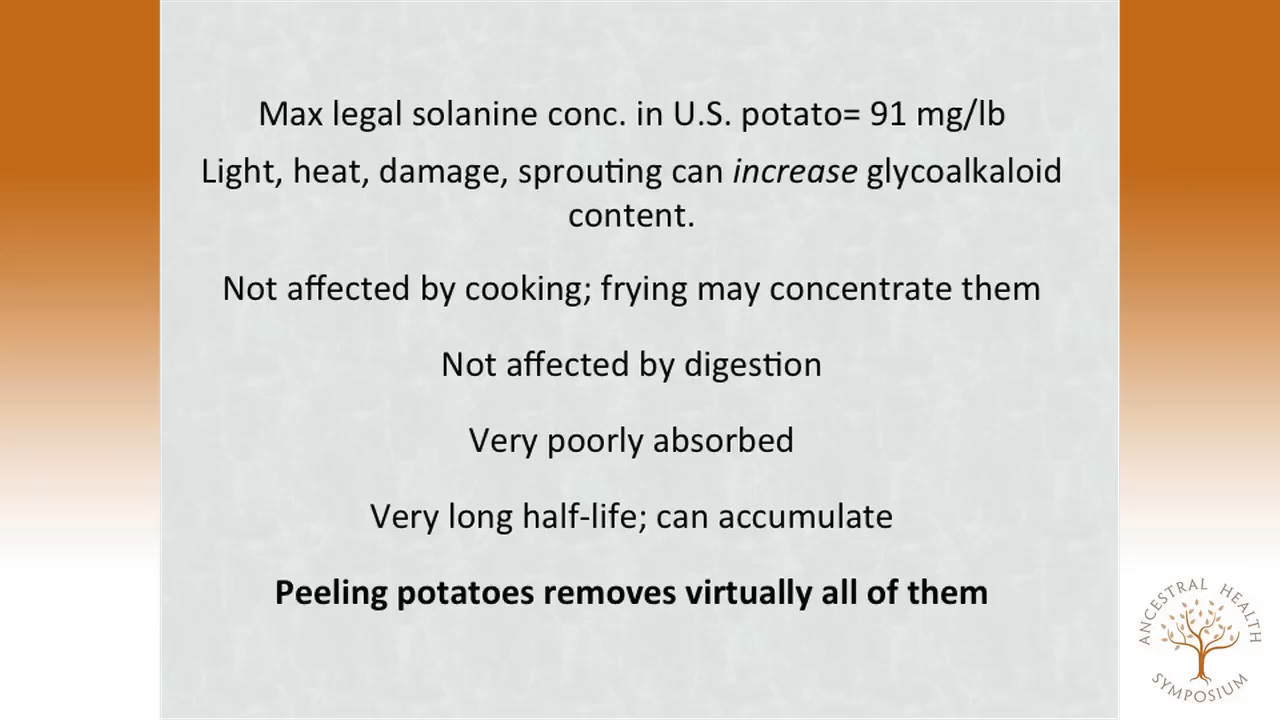 Max legal solanine conc. in U.S. potato= 91 mg/lb
Light, heat, damage, sprouting can increase glycoalkaloid
content.
Not affected by cooking; frying may concentrate them
Not affected by digestion
Very poorly absorbed
Very long half-life; can accumulate
Peeling potatoes removes virtually all of them
ANCESTRAL HEALTH
SYMPOSIUM